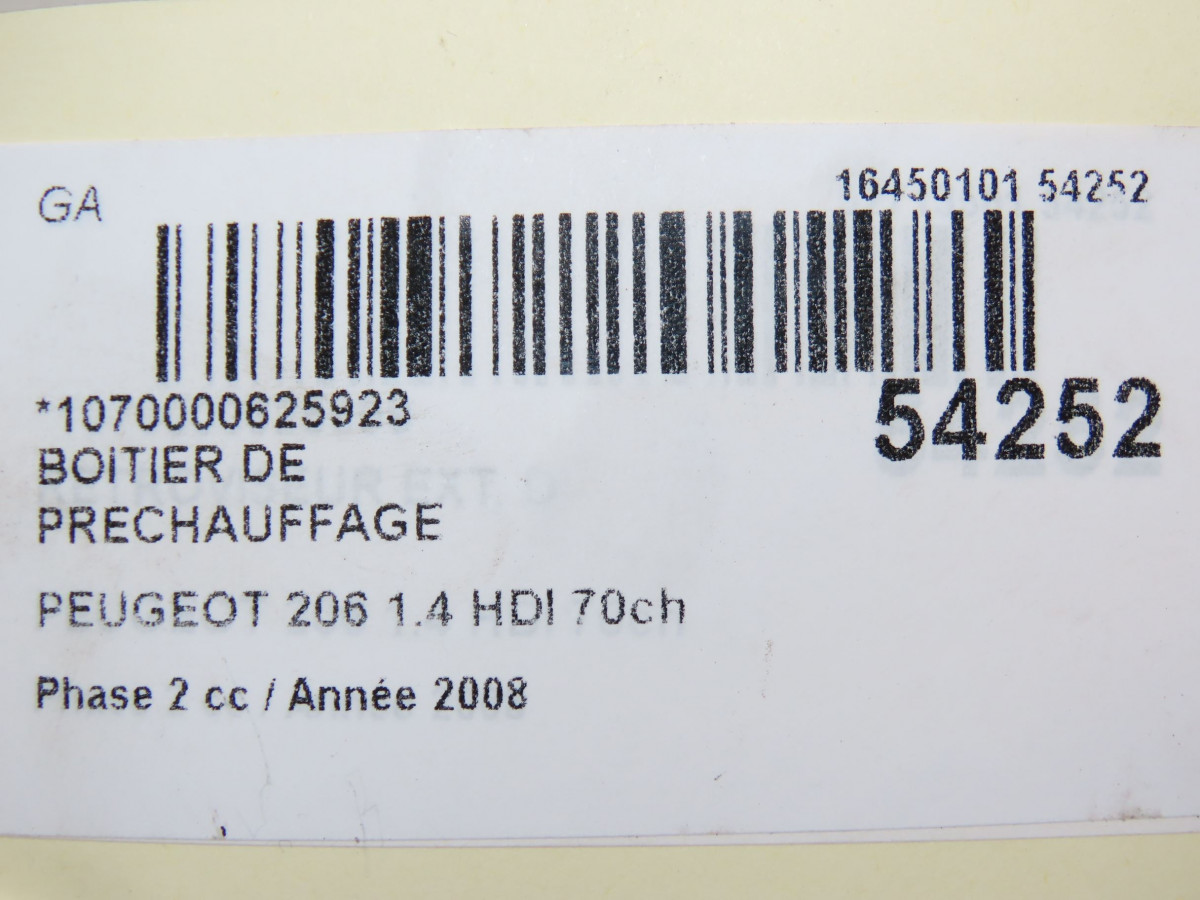 GA
16450101 54252
*1070000625923
54252
BOITIER DE
PRECHAUFFAGE
PEUGEOT 206 1.4 HDI 70ch
Phase 2 cc / Année 2008